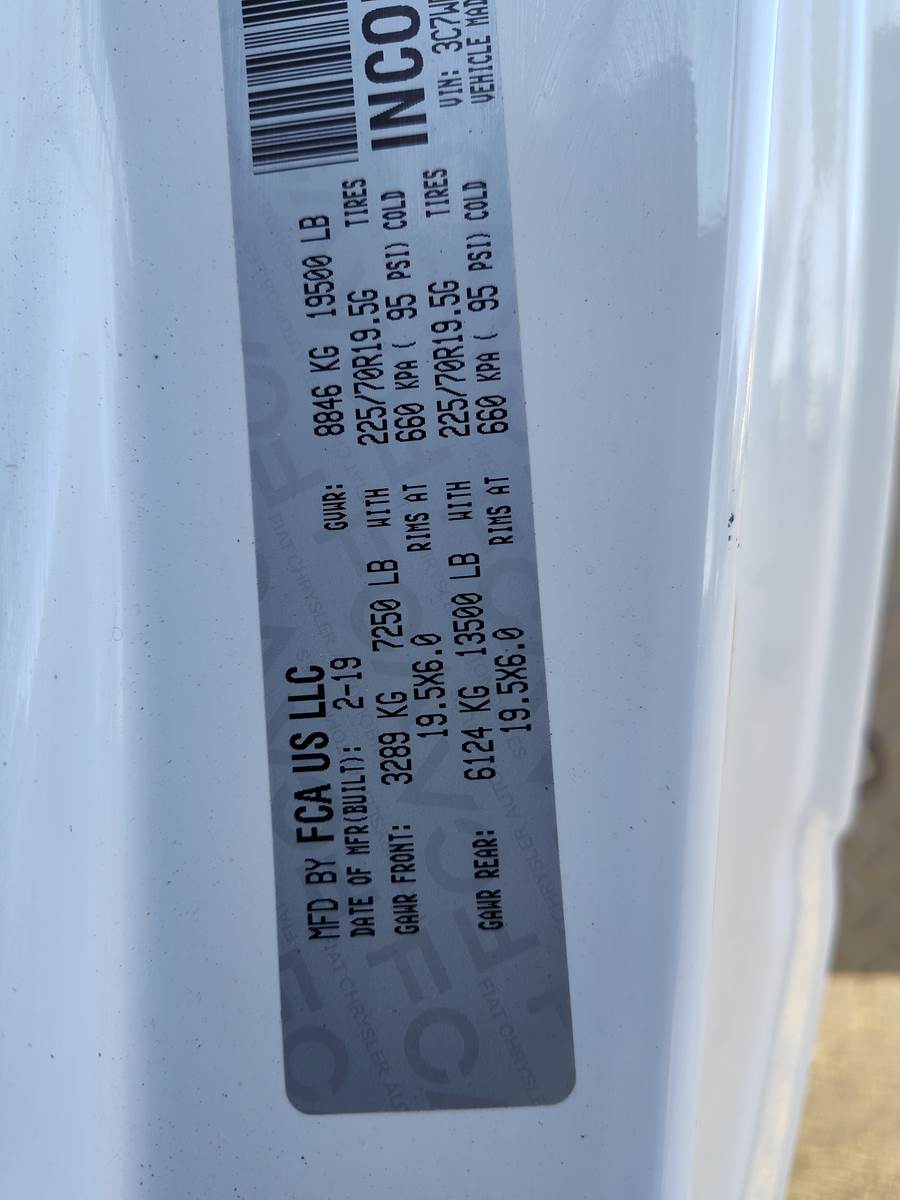 MFD BY FCA US LLC
DATE OF MFR(BUILT): 2-19 GVWR: 8846 KG 19500 LB
GAWR FRONT: 3289 KG 7250 LB WITH 225/70R19.5G TIRES
19.5X6.0 RIMS AT 660 KPA ( 95 PSI) COLD
GAWR REAR: 6124 KG 13500 LB WITH 225/70R19.5G TIRES
19.5X6.0 RIMS AT 660 KPA ( 95 PSI) COLD
INCO
VIN: 3C7W
VEHICLE MAD